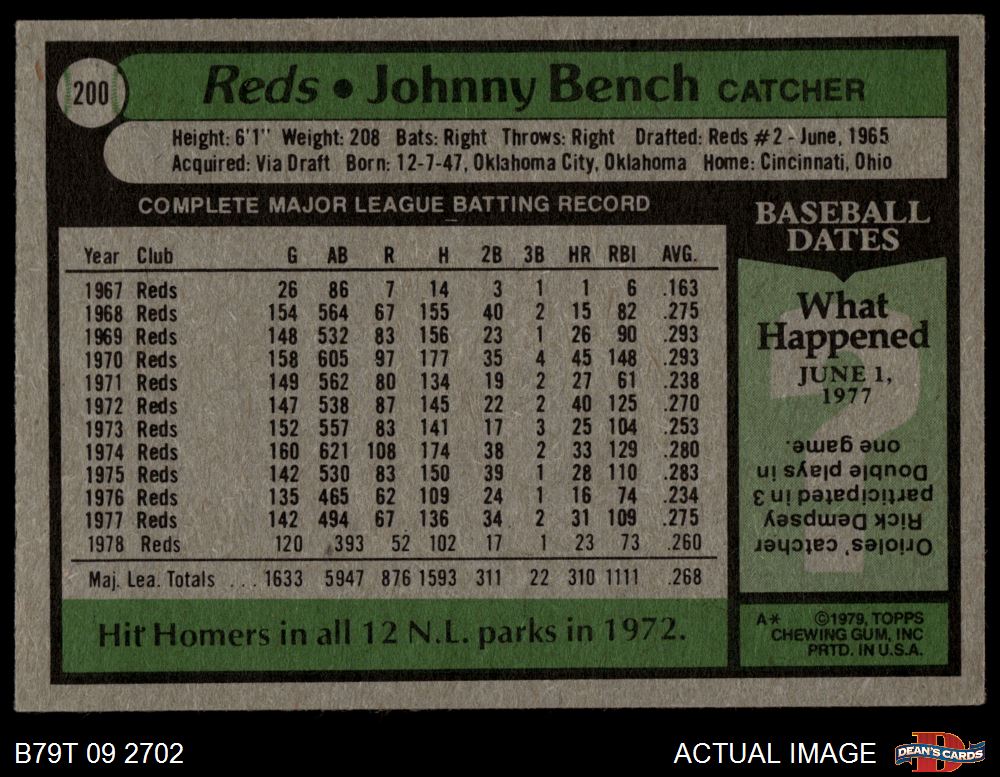 200
Reds • Johnny Bench CATCHER
Height: 6'1" Weight: 208 Bats: Right Throws: Right Drafted: Reds #2 - June, 1965
Acquired: Via Draft Born: 12-7-47, Oklahoma City, Oklahoma Home: Cincinnati, Ohio
COMPLETE MAJOR LEAGUE BATTING RECORD
Year Club G AB R H 2B 3B HR RBI AVG.
1967 Reds 26 86 7 14 3 1 1 6 .163
1968 Reds 154 564 67 155 40 2 15 82 .275
1969 Reds 148 532 83 156 23 1 26 90 .293
1970 Reds 158 605 97 177 35 4 45 148 .293
1971 Reds 149 562 80 134 19 2 27 61 .238
1972 Reds 147 538 87 145 22 2 40 125 .270
1973 Reds 152 557 83 141 17 3 25 104 .253
1974 Reds 160 621 108 174 38 2 33 129 .280
1975 Reds 142 530 83 150 39 1 28 110 .283
1976 Reds 135 465 62 109 24 1 16 74 .234
1977 Reds 142 494 67 136 34 2 31 109 .275
1978 Reds 120 393 52 102 17 1 23 73 .260
Maj. Lea. Totals ... 1633 5947 876 1593 311 22 310 1111 .268
Hit Homers in all 12 N.L. parks in 1972.
BASEBALL
DATES
What
Happened
JUNE 1,
1977
Orioles' catcher
Rick Dempsey
participated in 3
Double plays in
one game.
A* ©1979, TOPPS
CHEWING GUM, INC
PRTD. IN U.S.A.
B79T 09 2702
ACTUAL IMAGE
D
DEAN'S CARDS